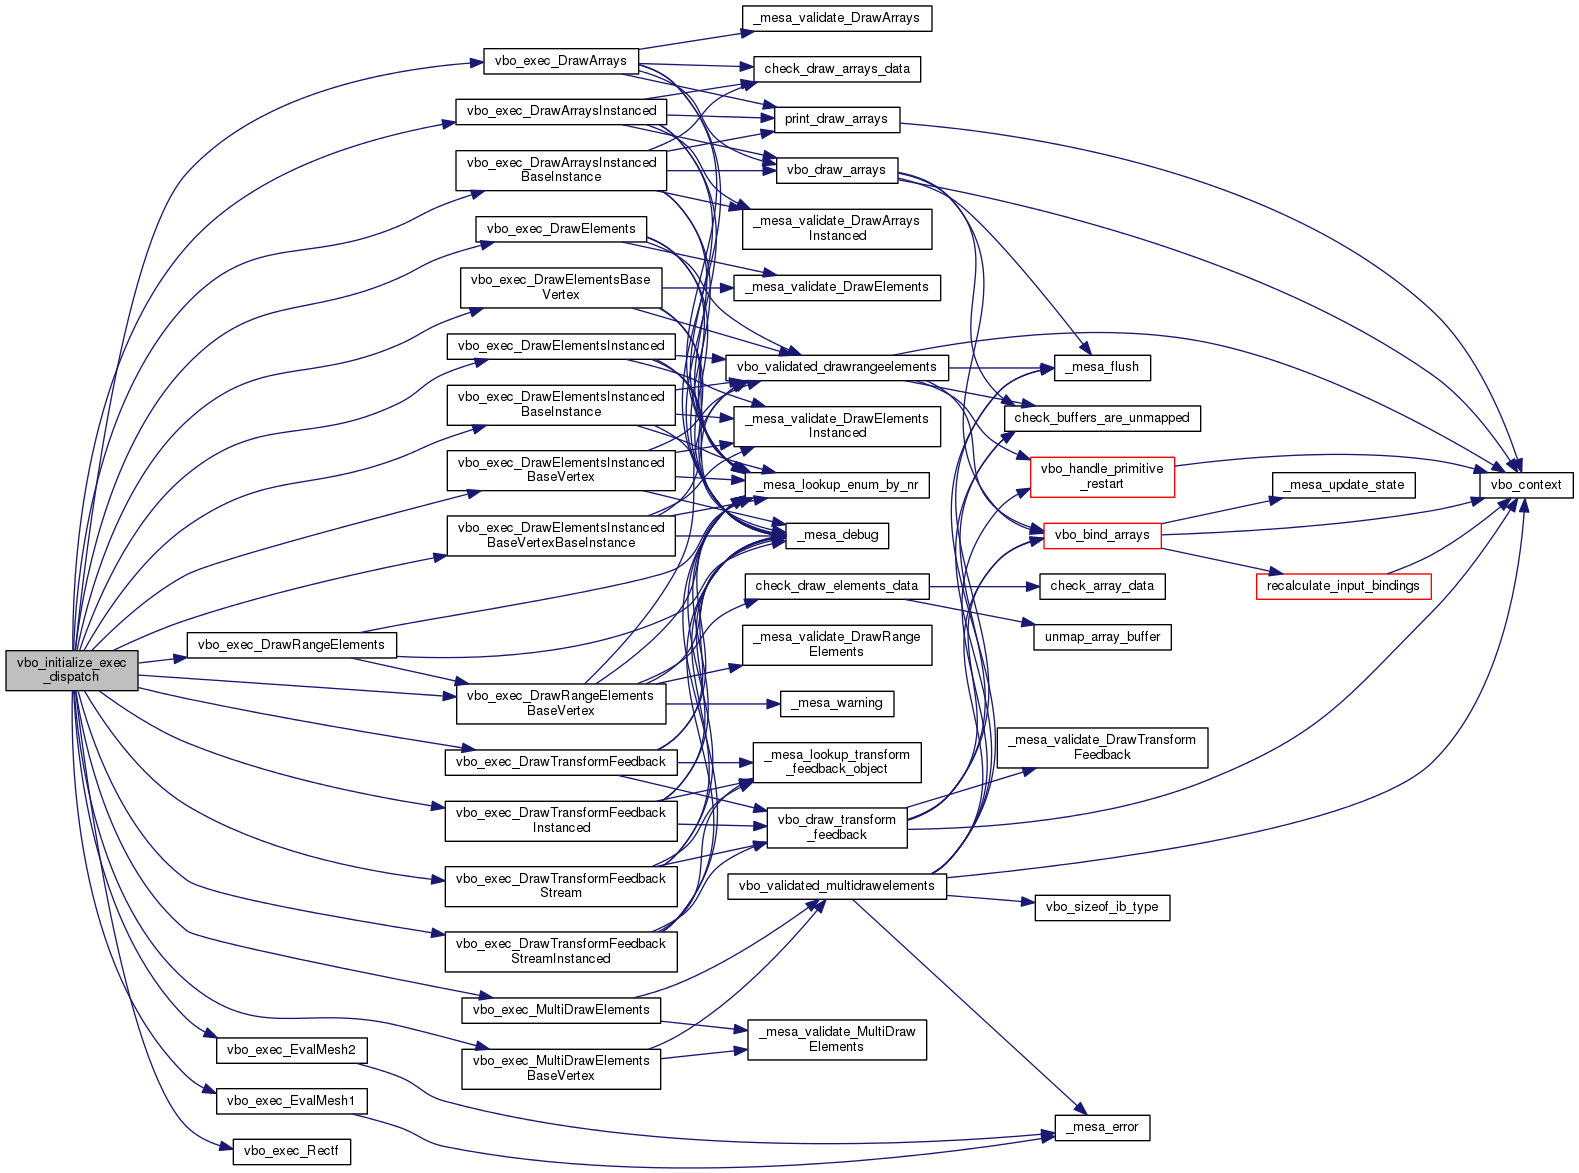 vbo_initialize_exec
_dispatch
vbo_exec_DrawArrays
vbo_exec_DrawArraysInstanced
vbo_exec_DrawArraysInstanced
BaseInstance
vbo_exec_DrawElements
vbo_exec_DrawElementsBase
Vertex
vbo_exec_DrawElementsInstanced
vbo_exec_DrawElementsInstanced
BaseInstance
vbo_exec_DrawElementsInstanced
BaseVertex
vbo_exec_DrawElementsInstanced
BaseVertexBaseInstance
vbo_exec_DrawRangeElements
vbo_exec_DrawRangeElements
BaseVertex
vbo_exec_DrawTransformFeedback
vbo_exec_DrawTransformFeedback
Instanced
vbo_exec_DrawTransformFeedback
Stream
vbo_exec_DrawTransformFeedback
StreamInstanced
vbo_exec_MultiDrawElements
vbo_exec_EvalMesh2
vbo_exec_MultiDrawElements
BaseVertex
vbo_exec_EvalMesh1
vbo_exec_Rectf
_mesa_validate_DrawArrays
check_draw_arrays_data
print_draw_arrays
vbo_draw_arrays
_mesa_validate_DrawArrays
Instanced
_mesa_validate_DrawElements
vbo_validated_drawrangeelements
_mesa_validate_DrawElements
Instanced
_mesa_lookup_enum_by_nr
_mesa_debug
check_draw_elements_data
_mesa_validate_DrawRange
Elements
_mesa_warning
_mesa_lookup_transform
_feedback_object
vbo_draw_transform
_feedback
vbo_validated_multidrawelements
_mesa_validate_MultiDraw
Elements
_mesa_flush
check_buffers_are_unmapped
vbo_handle_primitive
_restart
vbo_bind_arrays
check_array_data
unmap_array_buffer
_mesa_validate_DrawTransform
Feedback
vbo_sizeof_ib_type
_mesa_error
_mesa_update_state
recalculate_input_bindings
vbo_context